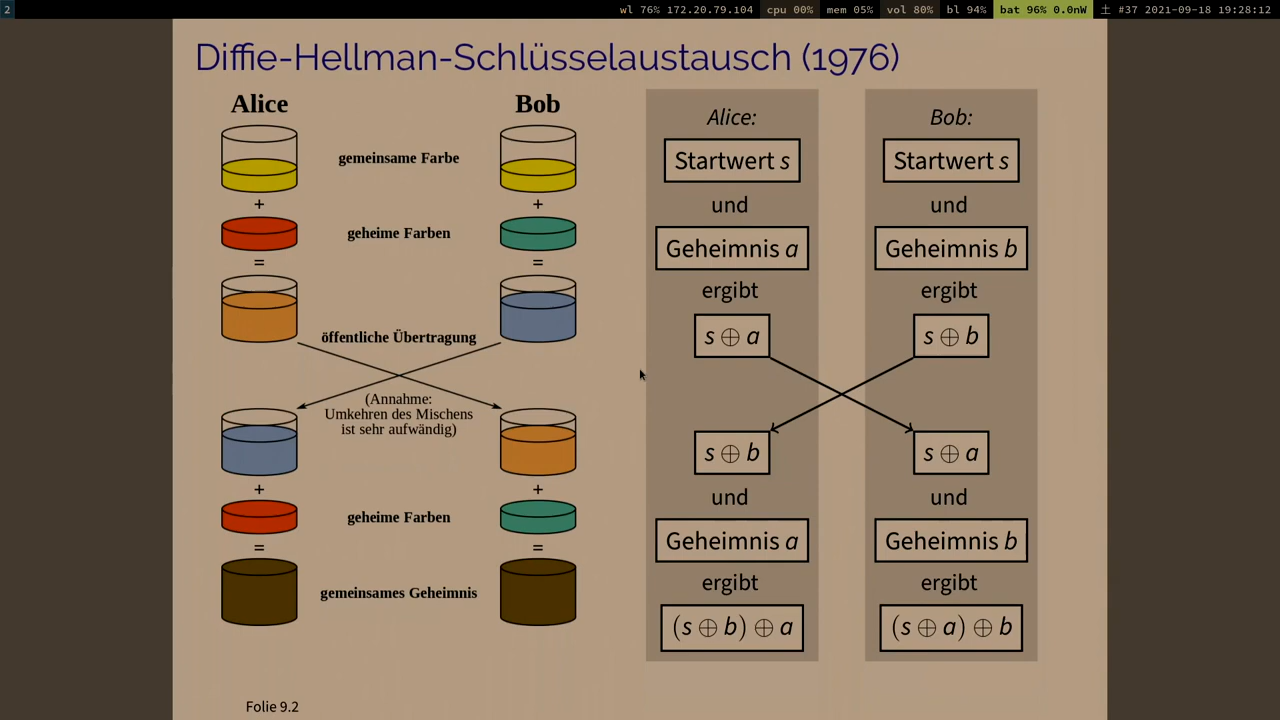 2
wl 76% 172.20.79.104 cpu 00% mem 05% vol 80% bl 94% bat 96% 0.0nW 土 #37 2021-09-18 19:28:12
Diffie-Hellman-Schlüsselaustausch (1976)
Alice Bob
gemeinsame Farbe
+ +
geheime Farben
= =
öffentliche Übertragung
(Annahme:
Umkehren des Mischens
ist sehr aufwändig)
+ +
geheime Farben
= =
gemeinsames Geheimnis
Alice:
Startwert s
und
Geheimnis a
ergibt
s ⊕ a
s ⊕ b
und
Geheimnis a
ergibt
(s ⊕ b) ⊕ a
Bob:
Startwert s
und
Geheimnis b
ergibt
s ⊕ b
s ⊕ a
und
Geheimnis b
ergibt
(s ⊕ a) ⊕ b
Folie 9.2